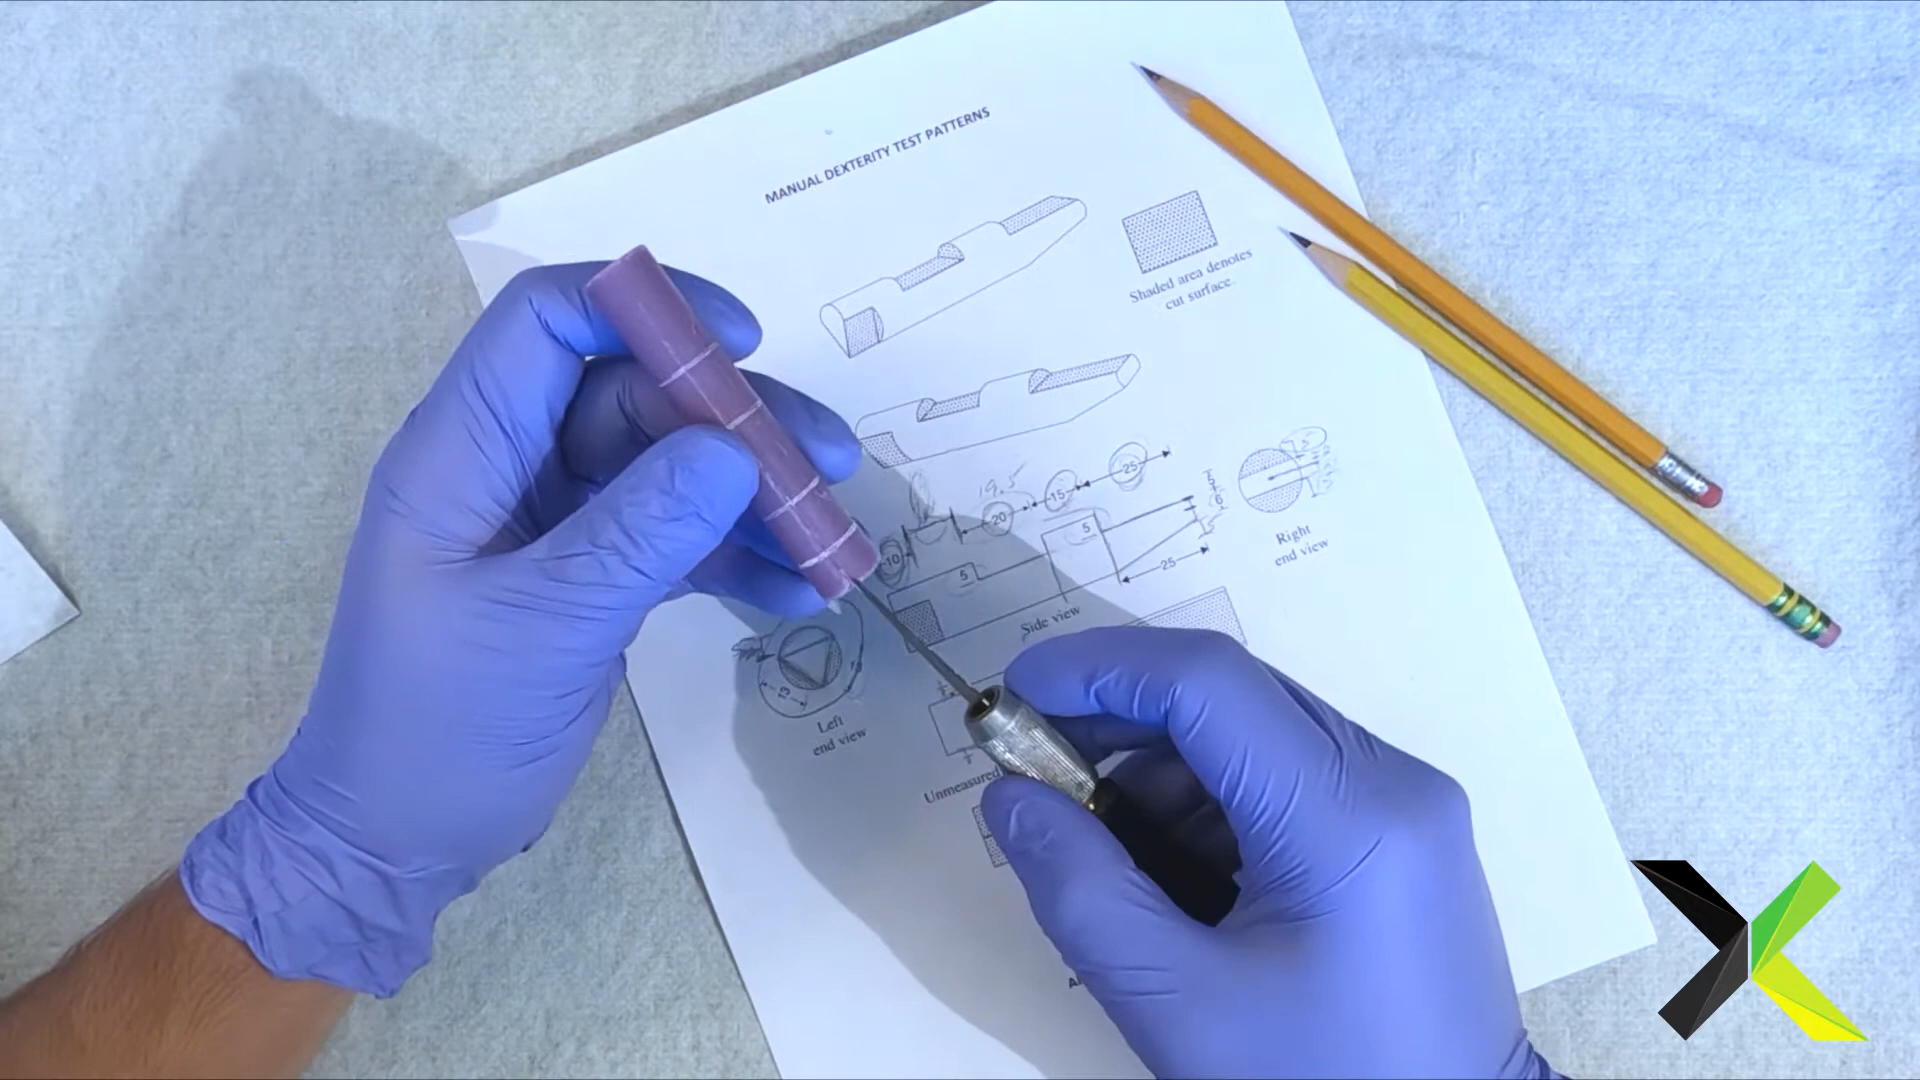 MANUAL DEXTERITY TEST PATTERNS
Shaded area denotes
cut surface.
25
19.5
15
20
10
5
5
25
Right
end view
Side view
13
Left
end view
Unmeasured